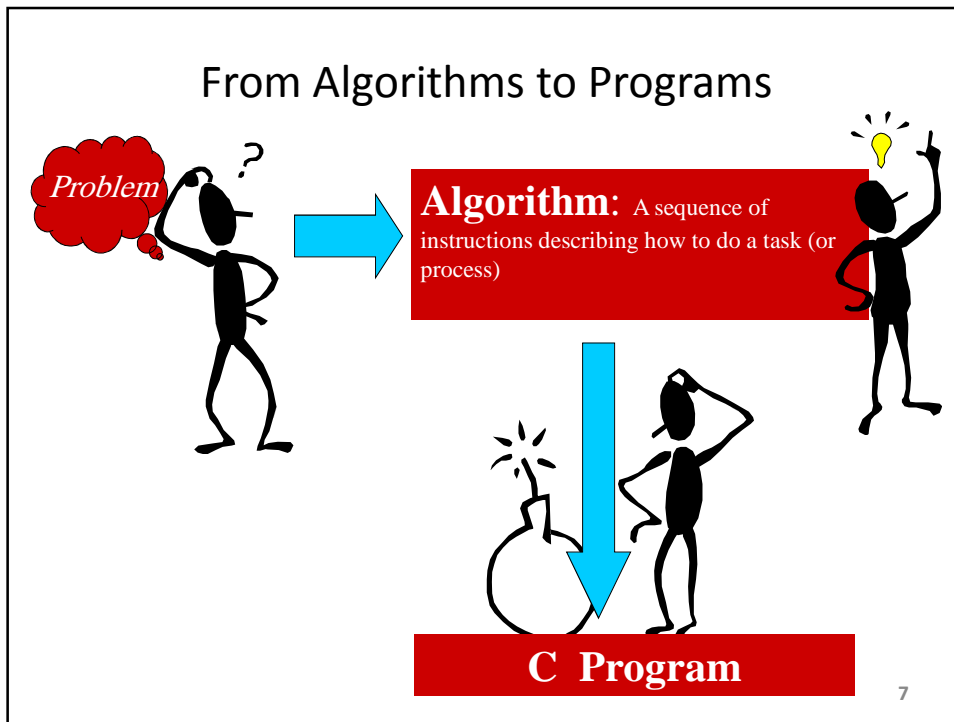 From Algorithms to Programs
Problem
?
Algorithm: A sequence of
instructions describing how to do a task (or
process)
C Program
7